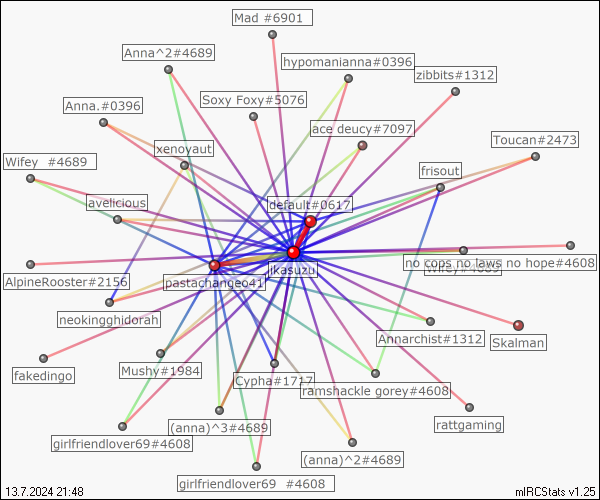 Mad #6901
Anna^2#4689
hypomanianna#0396
zibbits#1312
Soxy Foxy#5076
Anna.#0396
ace deucy#7097
Toucan#2473
xenoyaut
Wifey  #4689
frisout
avelicious
default#0617
ikasuzu
no cops no laws no hope#4608
Wifey#4689
AlpineRooster#2156
pastachangeo41
neokingghidorah
Annarchist#1312
Skalman
fakedingo
Mushy#1984
Cypha#1717
ramshackle gorey#4608
rattgaming
(anna)^3#4689
girlfriendlover69#4608
(anna)^2#4689
girlfriendlover69  #4608
13.7.2024 21:48
mIRCStats v1.25